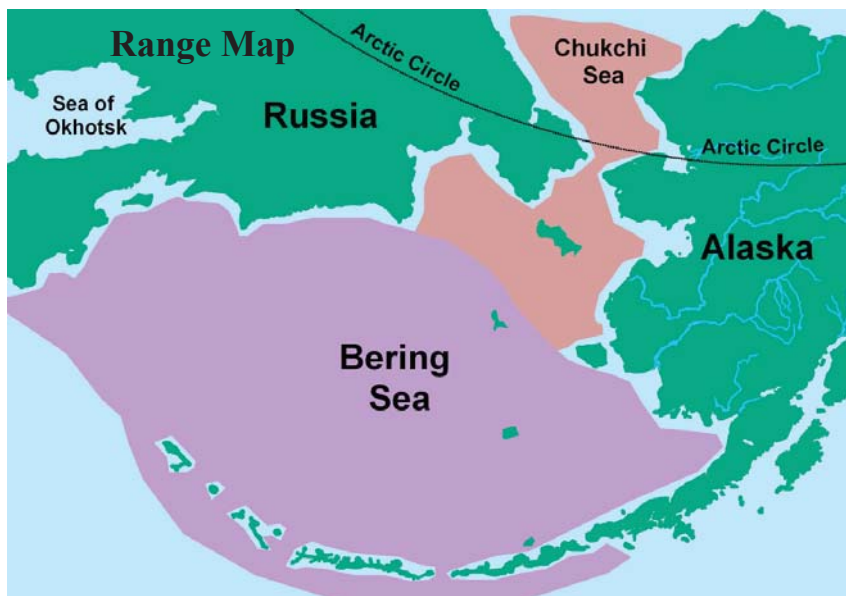 Range Map
Arctic Circle
Chukchi
Sea
Sea of
Okhotsk
Russia
Arctic Circle
Alaska
Bering
Sea